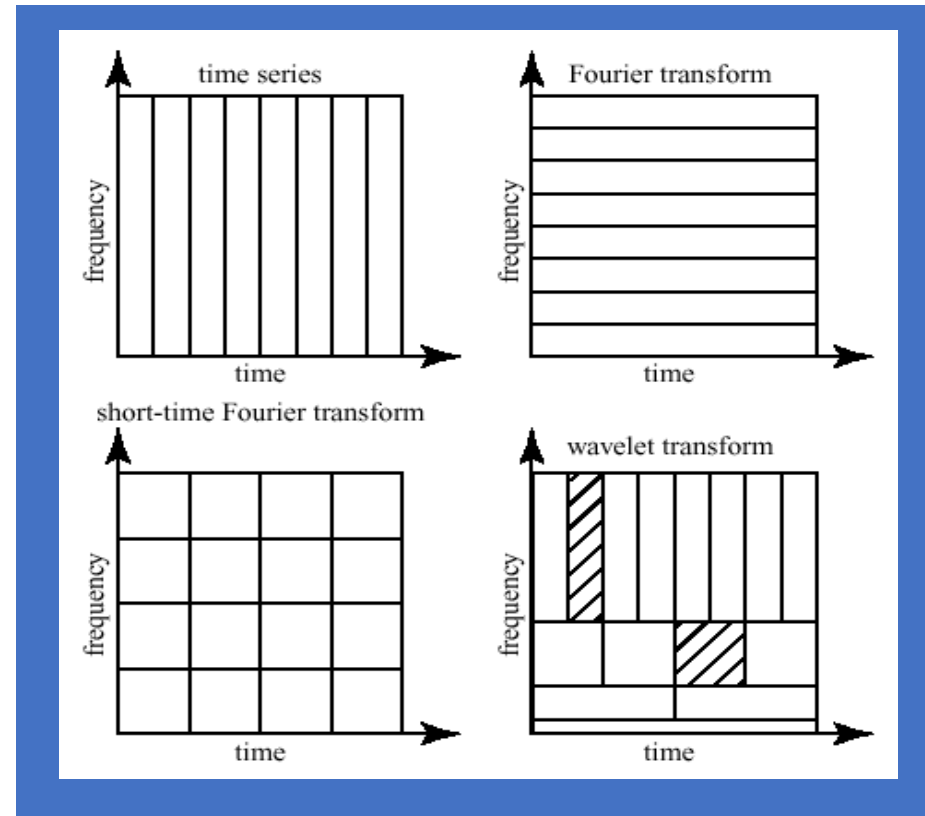 time series
frequency
time
Fourier transform
frequency
time
short-time Fourier transform
frequency
time
wavelet transform
frequency
time